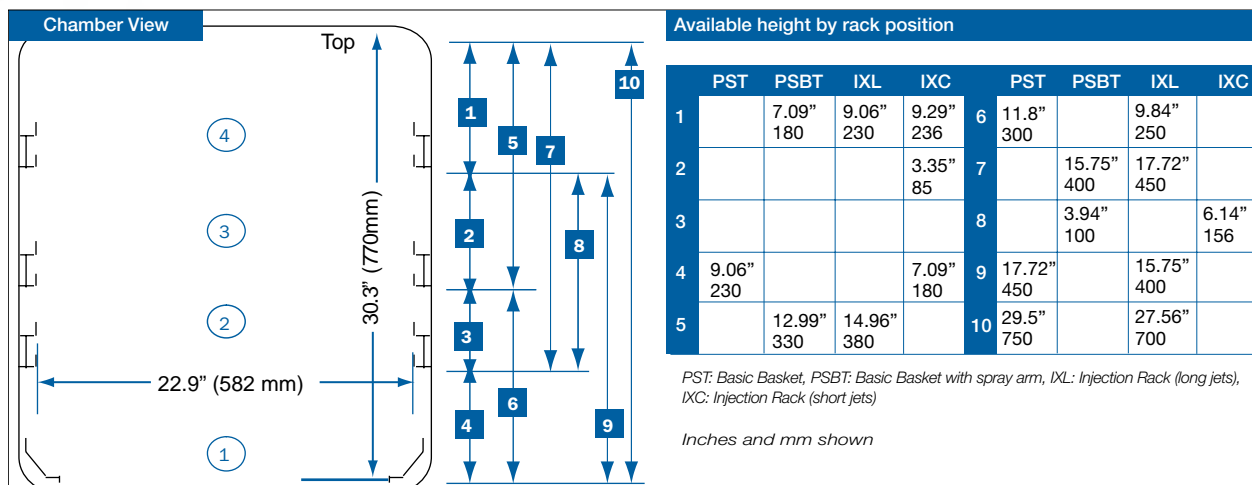 Chamber View
Top
4
3
2
1
30.3” (770mm)
22.9” (582 mm)
1
2
3
4
5
6
7
8
9
10
Available height by rack position
PST PSBT IXL IXC PST PSBT IXL IXC
1 7.09” 9.06” 9.29” 6 11.8” 9.84”
180 230 236 300 250
2 3.35” 7 15.75” 17.72”
85 400 450
3 8 3.94” 6.14”
100 156
4 9.06” 7.09” 9 17.72” 15.75”
230 180 450 400
5 12.99” 14.96” 10 29.5” 27.56”
330 380 750 700
PST: Basic Basket, PSBT: Basic Basket with spray arm, IXL: Injection Rack (long jets),
IXC: Injection Rack (short jets)
Inches and mm shown